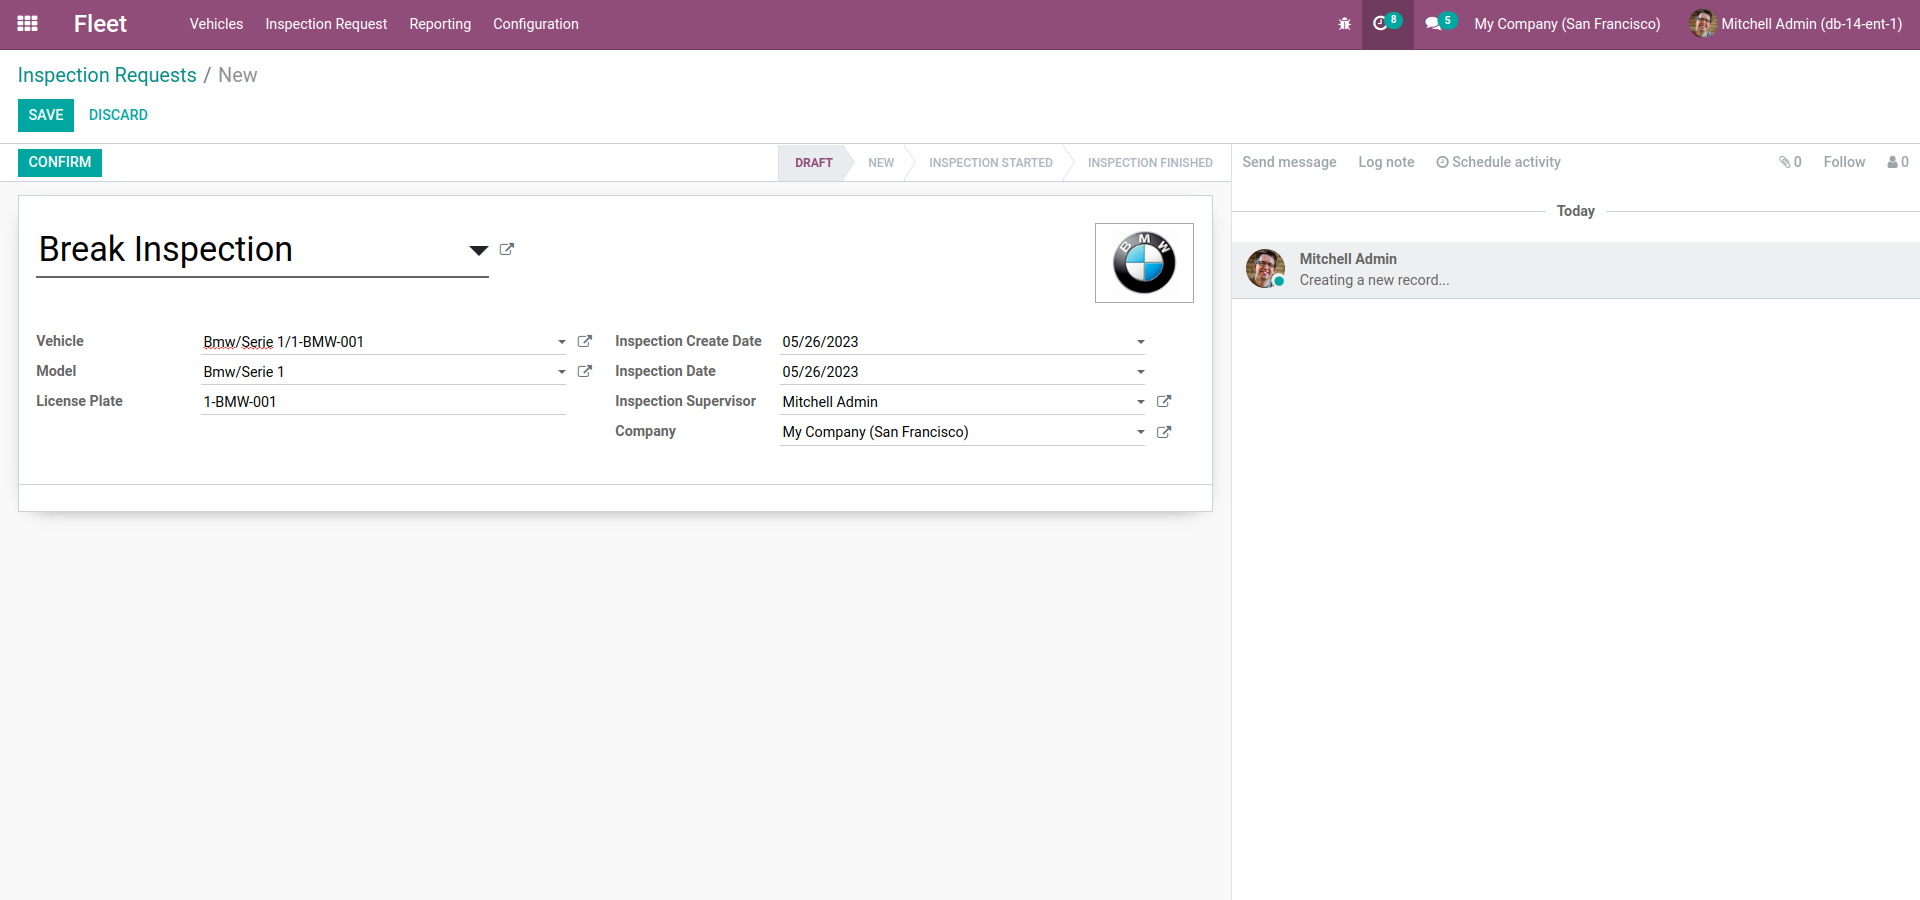 Fleet Vehicles Inspection Request Reporting Configuration 8 5 My Company (San Francisco) Mitchell Admin (db-14-ent-1)
Inspection Requests / New
SAVE DISCARD
CONFIRM DRAFT NEW INSPECTION STARTED INSPECTION FINISHED Send message Log note Schedule activity 0 Follow 0
Today
Break Inspection
BMW
Mitchell Admin
Creating a new record...
Vehicle Bmw/Serie 1/1-BMW-001 Inspection Create Date 05/26/2023
Model Bmw/Serie 1 Inspection Date 05/26/2023
License Plate 1-BMW-001 Inspection Supervisor Mitchell Admin
Company My Company (San Francisco)